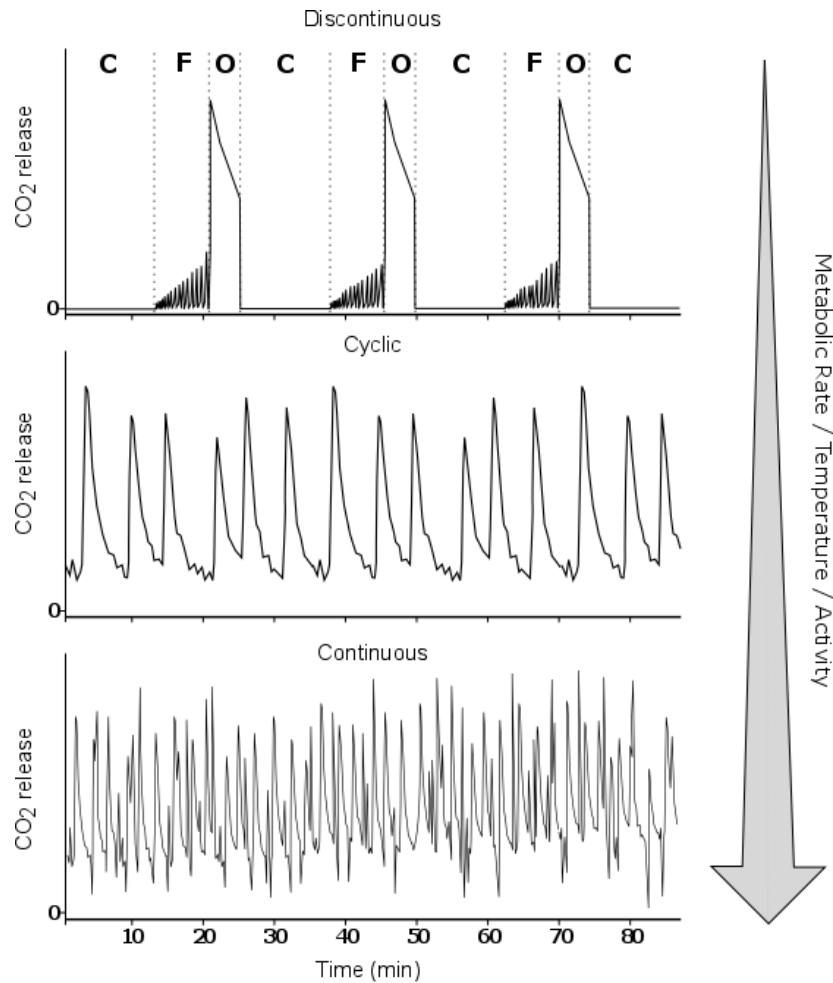 Discontinuous
C F O C F O C F O C
CO2 release
0
Cyclic
CO2 release
0
Continuous
CO2 release
0
10 20 30 40 50 60 70 80
Time (min)
Metabolic Rate / Temperature / Activity